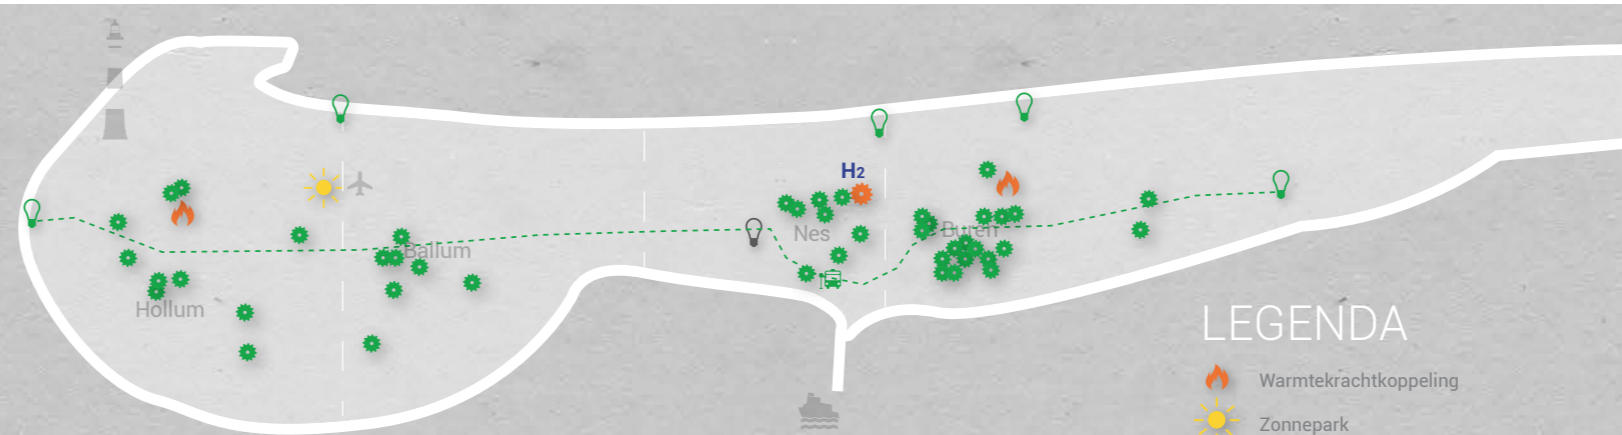 H2
Nes
Buren
Ballum
Hollum
LEGENDA
Warmtekrachtkoppeling
Zonnepark